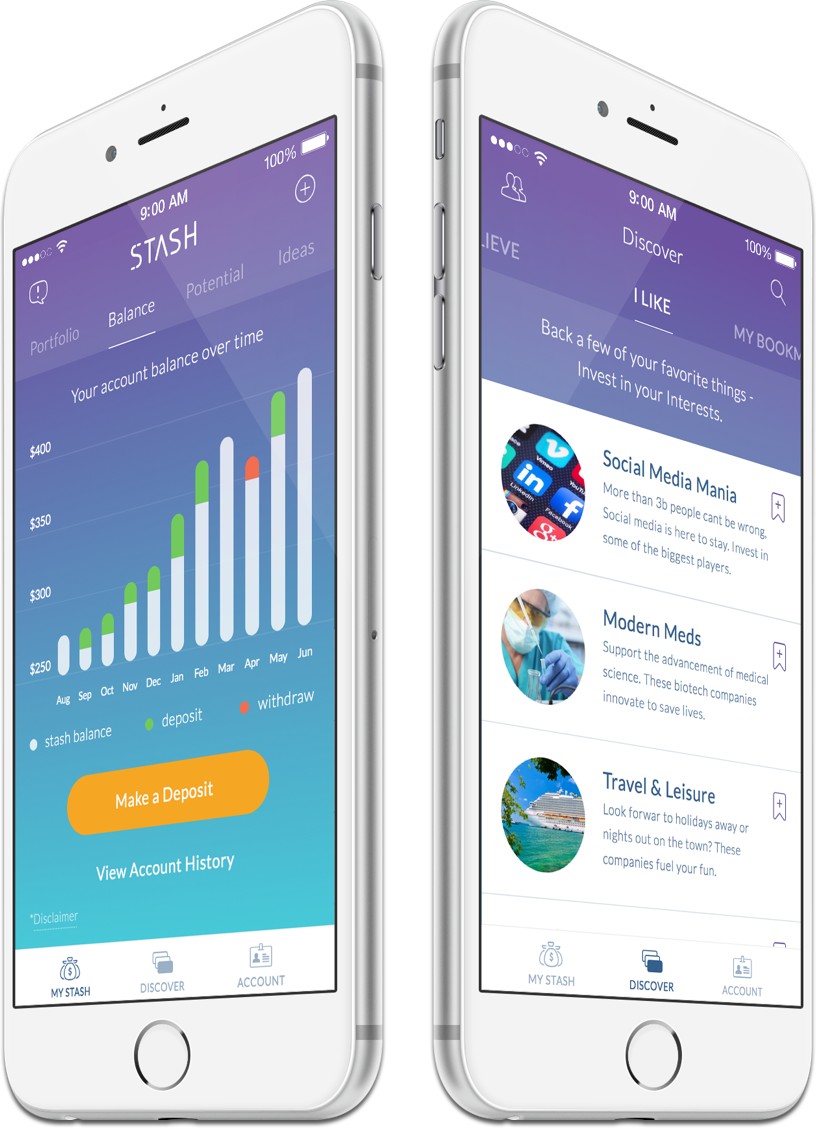 100%
9:00 AM
STASH
Portfolio Balance Potential Ideas
Your account balance over time
$400
$350
$300
$250
Aug Sep Oct Nov Dec Jan Feb Mar Apr May Jun
stash balance deposit withdraw
Make a Deposit
View Account History
*Disclaimer
MY STASH DISCOVER ACCOUNT
9:00 AM
100%
Discover
LIEVE I LIKE MY BOOKM
Back a few of your favorite things -
Invest in your Interests.
Social Media Mania
More than 3b people cant be wrong,
Social media is here to stay. Invest in
some of the biggest players.
Vimeo
YouTu
in
LinkedIn
f
Facebook
g+
Modern Meds
Support the advancement of medical
science. These biotech companies
innovate to save lives.
Travel & Leisure
Look forwar to holidays away or
nights out on the town? These
companies fuel your fun.
MY STASH DISCOVER ACCOUNT